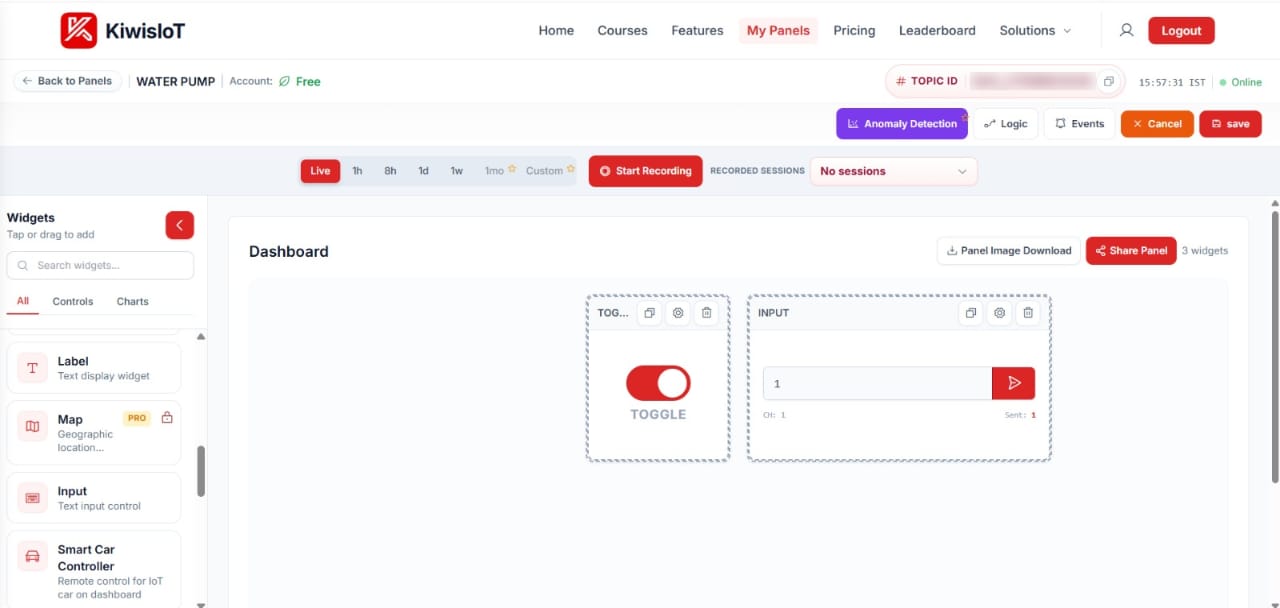 KiwisIoT
Home Courses Features My Panels Pricing Leaderboard Solutions Logout
Back to Panels WATER PUMP Account: Free # TOPIC ID 15:57:31 IST Online
Anomaly Detection Logic Events Cancel save
Live 1h 8h 1d 1w 1mo Custom Start Recording RECORDED SESSIONS No sessions
Widgets
Tap or drag to add
Search widgets...
All Controls Charts
Label
Text display widget
Map PRO
Geographic
location...
Input
Text input control
Smart Car
Controller
Remote control for IoT
car on dashboard
Dashboard Panel Image Download Share Panel 3 widgets
TOG...
TOGGLE
INPUT
1
CH: 1 Sent: 1